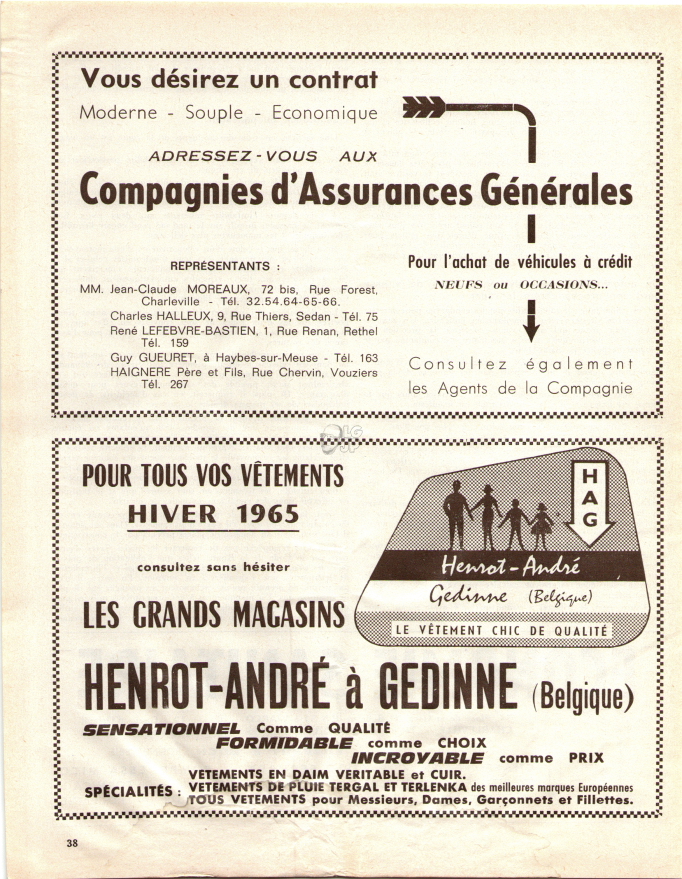 Vous désirez un contrat
Moderne - Souple - Economique
ADRESSEZ-VOUS AUX
Compagnies d'Assurances Générales
REPRÉSENTANTS :
MM. Jean-Claude MOREAUX, 72 bis, Rue Forest,
Charleville - Tél. 32.54.64-65-66.
Charles HALLEUX, 9, Rue Thiers, Sedan - Tél. 75
René LEFEBVRE-BASTIEN, 1, Rue Renan, Rethel
Tél. 159
Guy GUEURET, à Haybes-sur-Meuse - Tél. 163
HAIGNERE Père et Fils, Rue Chervin, Vouziers
Tél. 267
Pour l'achat de véhicules à crédit
NEUFS ou OCCASIONS...
Consultez également
les Agents de la Compagnie
POUR TOUS VOS VÊTEMENTS
HIVER 1965
consultez sans hésiter
LES GRANDS MAGASINS
HAG
Henrot-André
Gedinne (Belgique)
LE VÊTEMENT CHIC DE QUALITÉ
HENROT-ANDRÉ à GEDINNE (Belgique)
SENSATIONNEL Comme QUALITÉ
FORMIDABLE comme CHOIX
INCROYABLE comme PRIX
SPÉCIALITÉS :
VETEMENTS EN DAIM VERITABLE et CUIR.
VETEMENTS DE PLUIE TERGAL ET TERLENKA des meilleures marques Européennes
TOUS VETEMENTS pour Messieurs, Dames, Garçonnets et Fillettes.
38